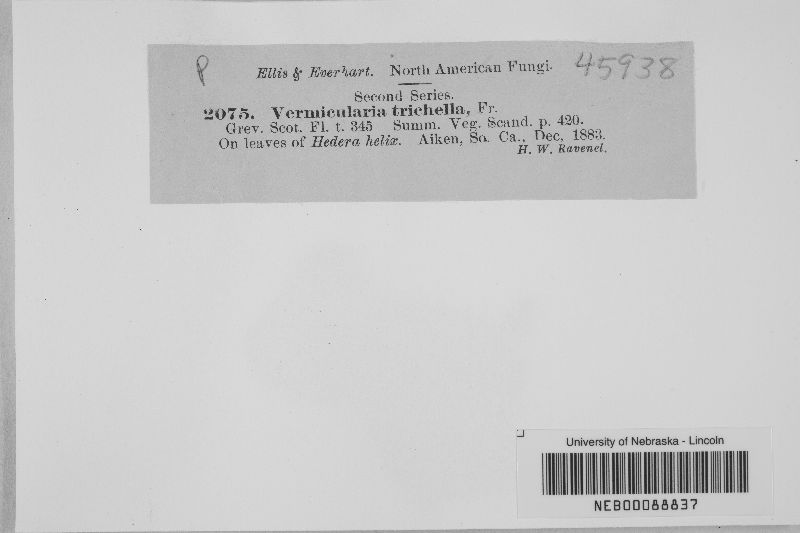 P
Ellis & Everhart. North American Fungi. 45938
Second Series.
2075. Vermicularia trichella, Fr.
Grev. Scot. Fl. t. 345 Summ. Veg. Scand. p. 420.
On leaves of Hedera helix. Aiken, So. Ca., Dec. 1883.
H. W. Ravenel.
University of Nebraska - Lincoln
NEB00088837